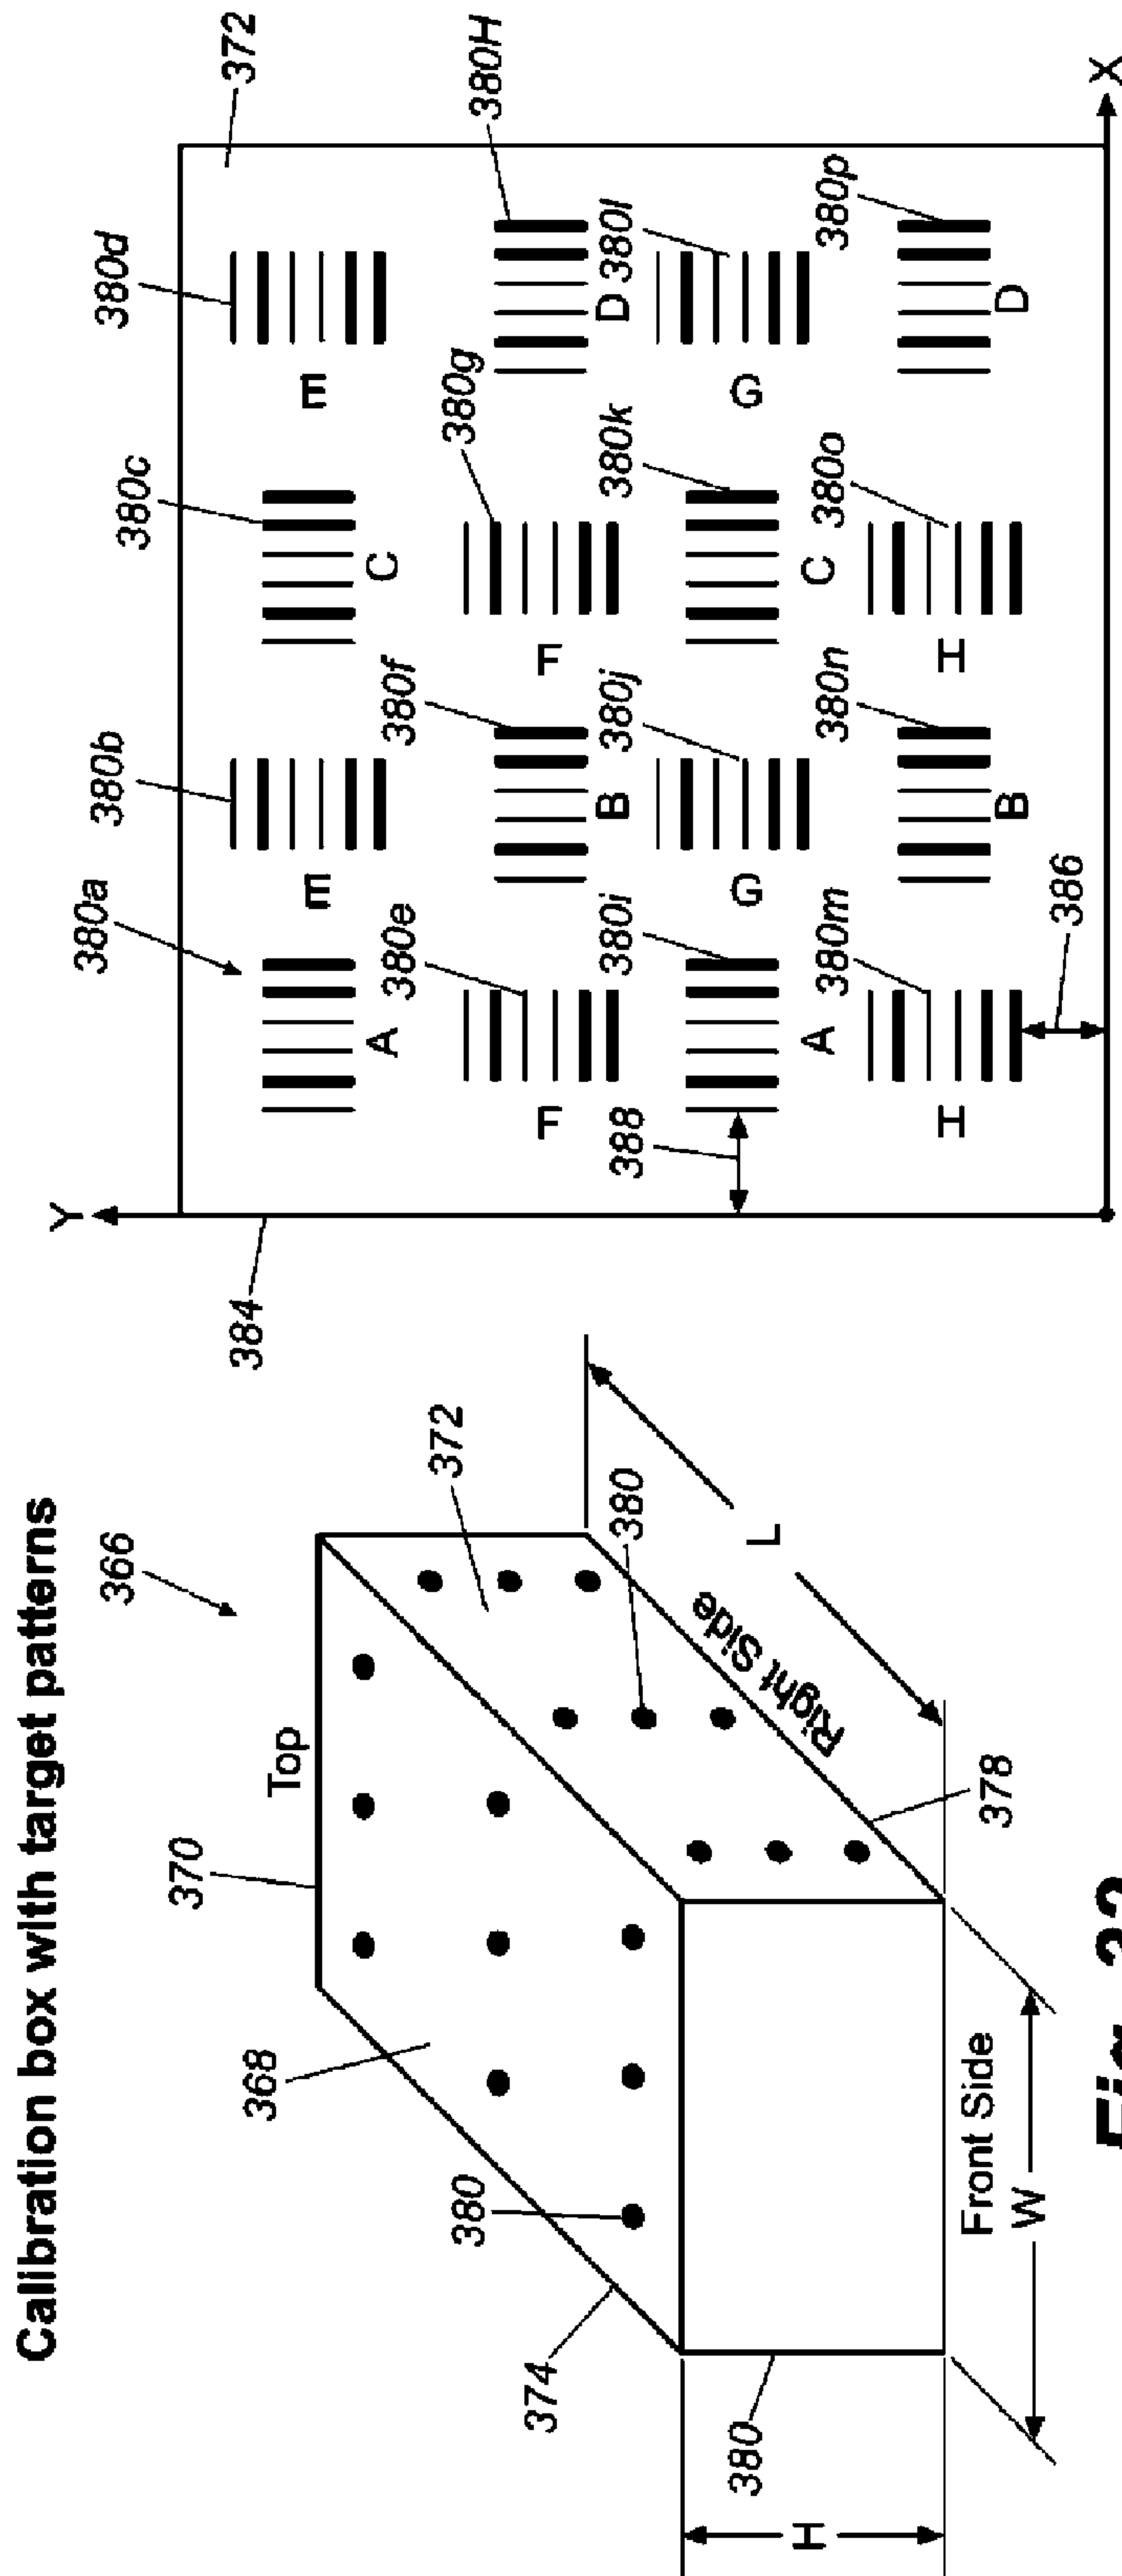 Calibration box with target patterns
366
370
Top
368
372
380
380
374
Right Side
L
378
380
H
Front Side
W
Y
384
372
380a
380b
380c
380d
A
E
C
E
380e
380f
380g
380H
F
B
F
D
380i
380j
380k
380l
388
A
G
C
G
380m
380n
380o
380p
H
B
H
D
386
X